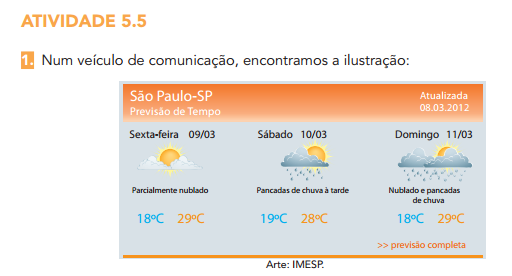 ATIVIDADE 5.5
1. Num veículo de comunicação, encontramos a ilustração:
São Paulo-SP
Previsão de Tempo
Atualizada
08.03.2012
Sexta-feira 09/03
Sábado 10/03
Domingo 11/03
Parcialmente nublado
Pancadas de chuva à tarde
Nublado e pancadas
de chuva
18ºC 29ºC
19ºC 28ºC
18ºC 29ºC
>> previsão completa
Arte: IMESP.